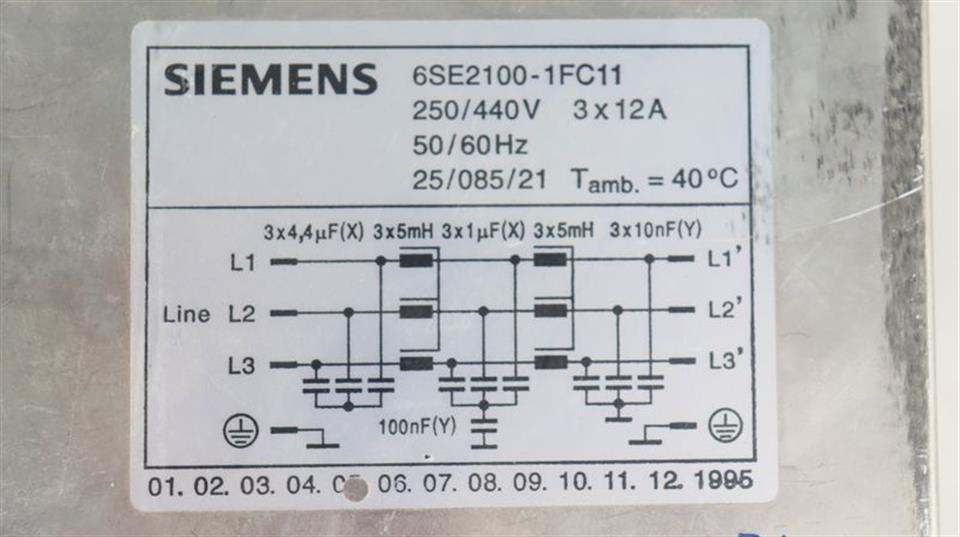 SIEMENS 6SE2100-1FC11
250/440V 3x12A
50/60Hz
25/085/21 Tamb. = 40°C
3x4,4µF(X) 3x5mH 3x1µF(X) 3x5mH 3x10nF(Y)
L1 L1'
Line L2 L2'
L3 L3'
100nF(Y)
01. 02. 03. 04. 06. 07. 08. 09. 10. 11. 12. 1995